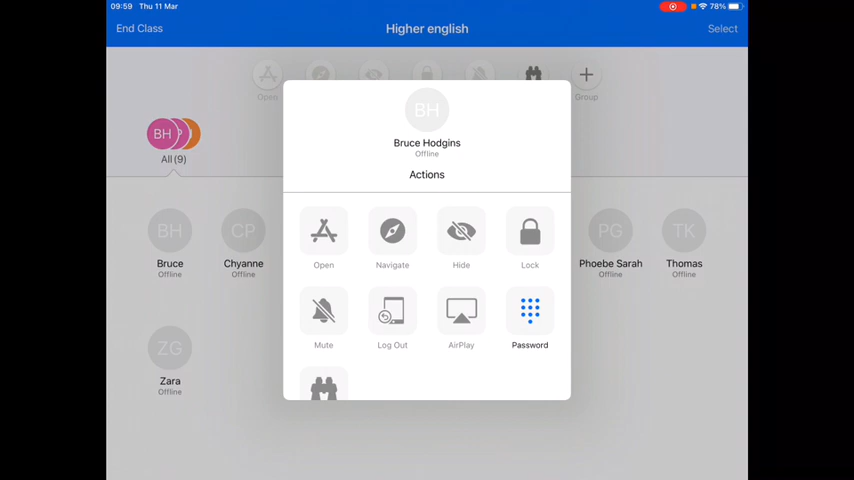 09:59 Thu 11 Mar
78%
End Class
Higher english
Select
Open
Group
BH
All (9)
BH
Bruce Hodgins
Offline
Actions
Open
Navigate
Hide
Lock
Mute
Log Out
AirPlay
Password
BH
CP
PG
TK
Bruce
Chyanne
Phoebe Sarah
Thomas
Offline
Offline
Offline
Offline
ZG
Zara
Offline